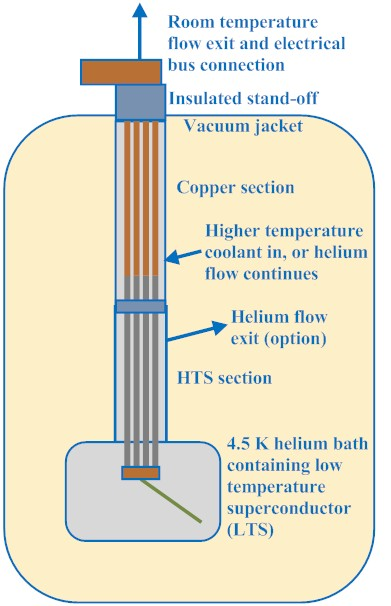 Room temperature
flow exit and electrical
bus connection
Insulated stand-off
Vacuum jacket
Copper section
Higher temperature
coolant in, or helium
flow continues
Helium flow
exit (option)
HTS section
4.5 K helium bath
containing low
temperature
superconductor
(LTS)